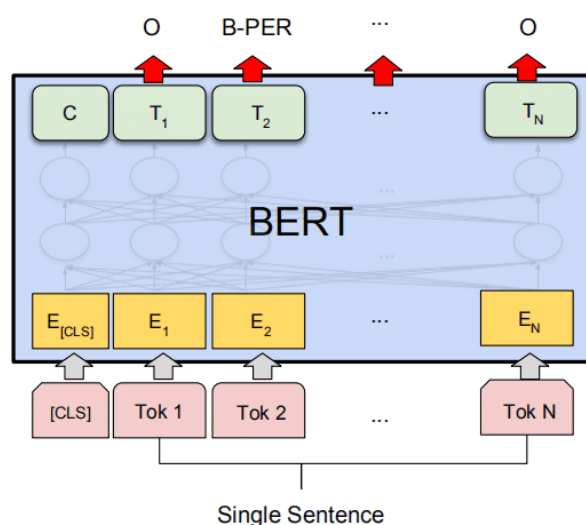 O B-PER ... O
C T1 T2 ... TN
...
BERT
...
E[CLS] E1 E2 ... EN
[CLS] Tok 1 Tok 2 ... Tok N
Single Sentence